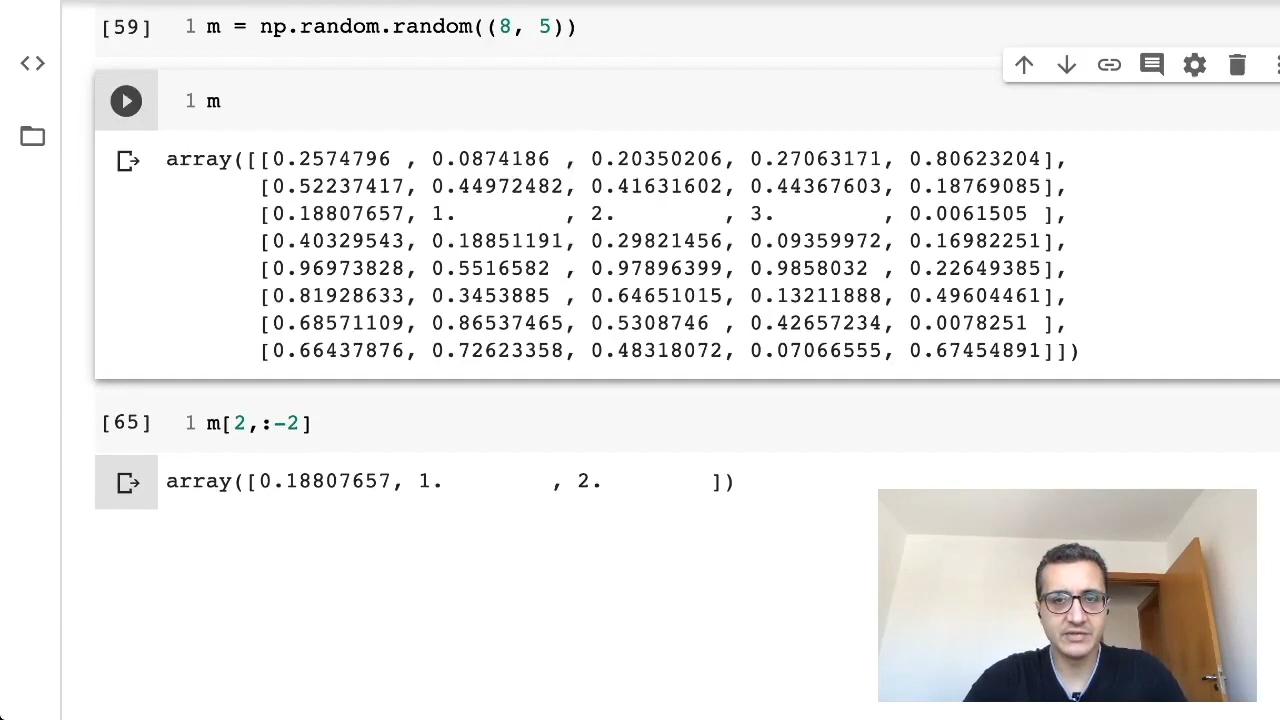 [59] 1 m = np.random.random((8, 5))
1 m
array([[0.2574796 , 0.0874186 , 0.20350206, 0.27063171, 0.80623204],
[0.52237417, 0.44972482, 0.41631602, 0.44367603, 0.18769085],
[0.18807657, 1.        , 2.        , 3.        , 0.0061505 ],
[0.40329543, 0.18851191, 0.29821456, 0.09359972, 0.16982251],
[0.96973828, 0.5516582 , 0.97896399, 0.9858032 , 0.22649385],
[0.81928633, 0.3453885 , 0.64651015, 0.13211888, 0.49604461],
[0.68571109, 0.86537465, 0.5308746 , 0.42657234, 0.0078251 ],
[0.66437876, 0.72623358, 0.48318072, 0.07066555, 0.67454891]])
[65] 1 m[2,:-2]
array([0.18807657, 1.        , 2.        ])